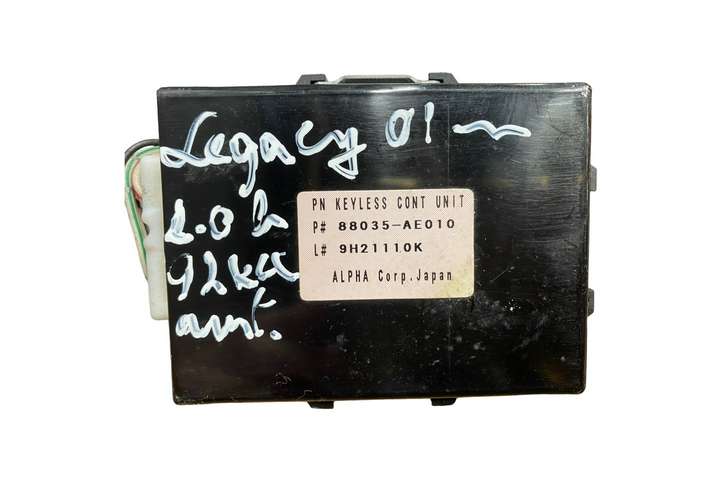 Legacy 01
PN KEYLESS CONT UNIT
P# 88035-AE010
L# 9H21110K
ALPHA Corp.Japan
2.0 b
92kw
aut.